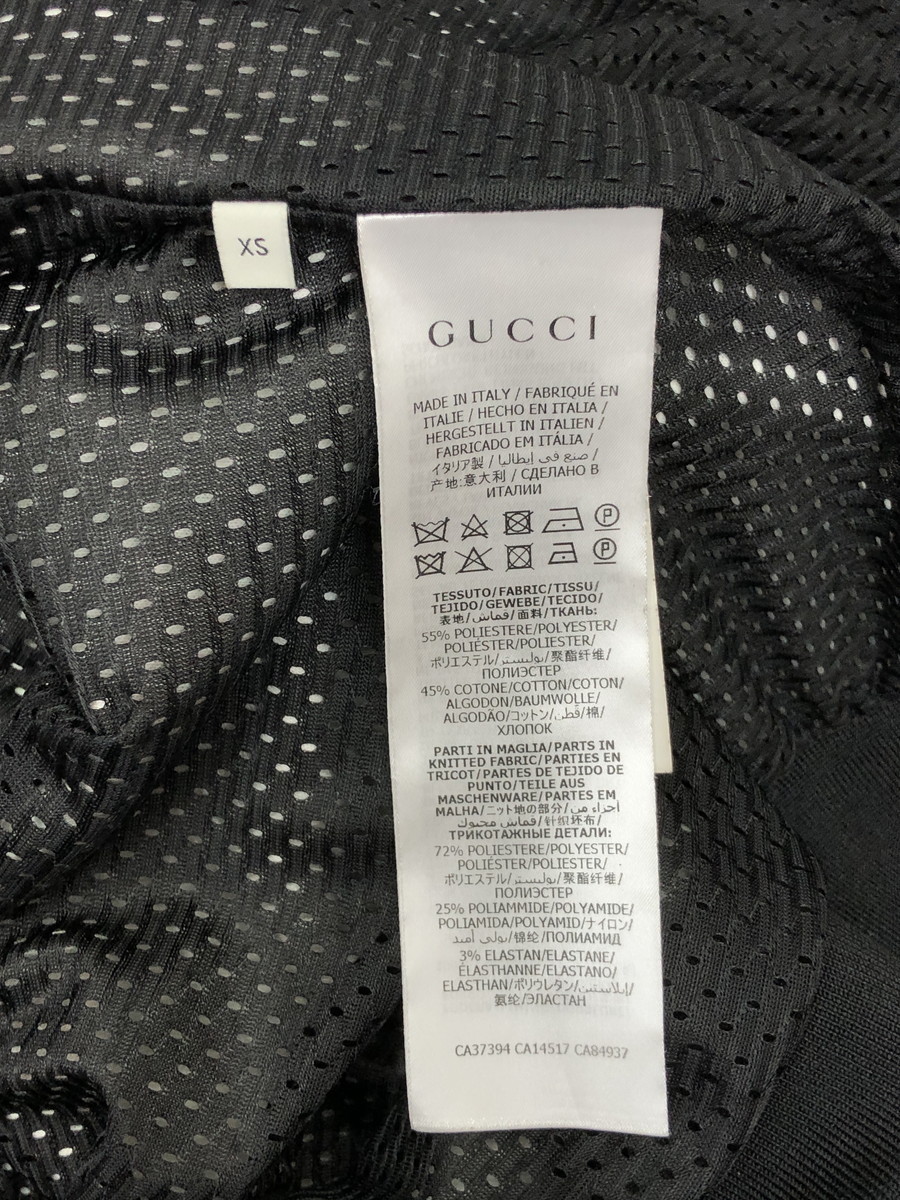 XS
GUCCI
MADE IN ITALY / FABRIQUÉ EN
ITALIE / HECHO EN ITALIA /
HERGESTELLT IN ITALIEN /
FABRICADO EM ITÁLIA /
イタリア製 / صنع في إيطاليا /
产地:意大利 / СДЕЛАНО В
ИТАЛИИ
P
P
TESSUTO/FABRIC/TISSU/
TEJIDO/GEWEBE/TECIDO/
表地/قماش/面料/ТКАНЬ:
55% POLIESTERE/POLYESTER/
POLIÉSTER/POLIESTER/
ポリエステル/بوليستر/聚酯纤维/
ПОЛИЭСТЕР
45% COTONE/COTTON/COTON/
ALGODON/BAUMWOLLE/
ALGODÃO/コットン/قطن/棉/
ХЛОПОК
PARTI IN MAGLIA/PARTS IN
KNITTED FABRIC/PARTIES EN
TRICOT/PARTES DE TEJIDO DE
PUNTO/TEILE AUS
MASCHENWARE/PARTES EM
MALHA/ニット地の部分/أجزاء من
قماش محبوك/针织坯布/
ТРИКОТАЖНЫЕ ДЕТАЛИ:
72% POLIESTERE/POLYESTER/
POLIÉSTER/POLIESTER/
ポリエステル/بوليستر/聚酯纤维/
ПОЛИЭСТЕР
25% POLIAMMIDE/POLYAMIDE/
POLIAMIDA/POLYAMID/ナイロン/
بولي أميد/锦纶/ПОЛИАМИД
3% ELASTAN/ELASTANE/
ÉLASTHANNE/ELASTANO/
ELASTHAN/ポリウレタン/إيلاستين/
氨纶/ЭЛАСТАН
CA37394 CA14517 CA84937